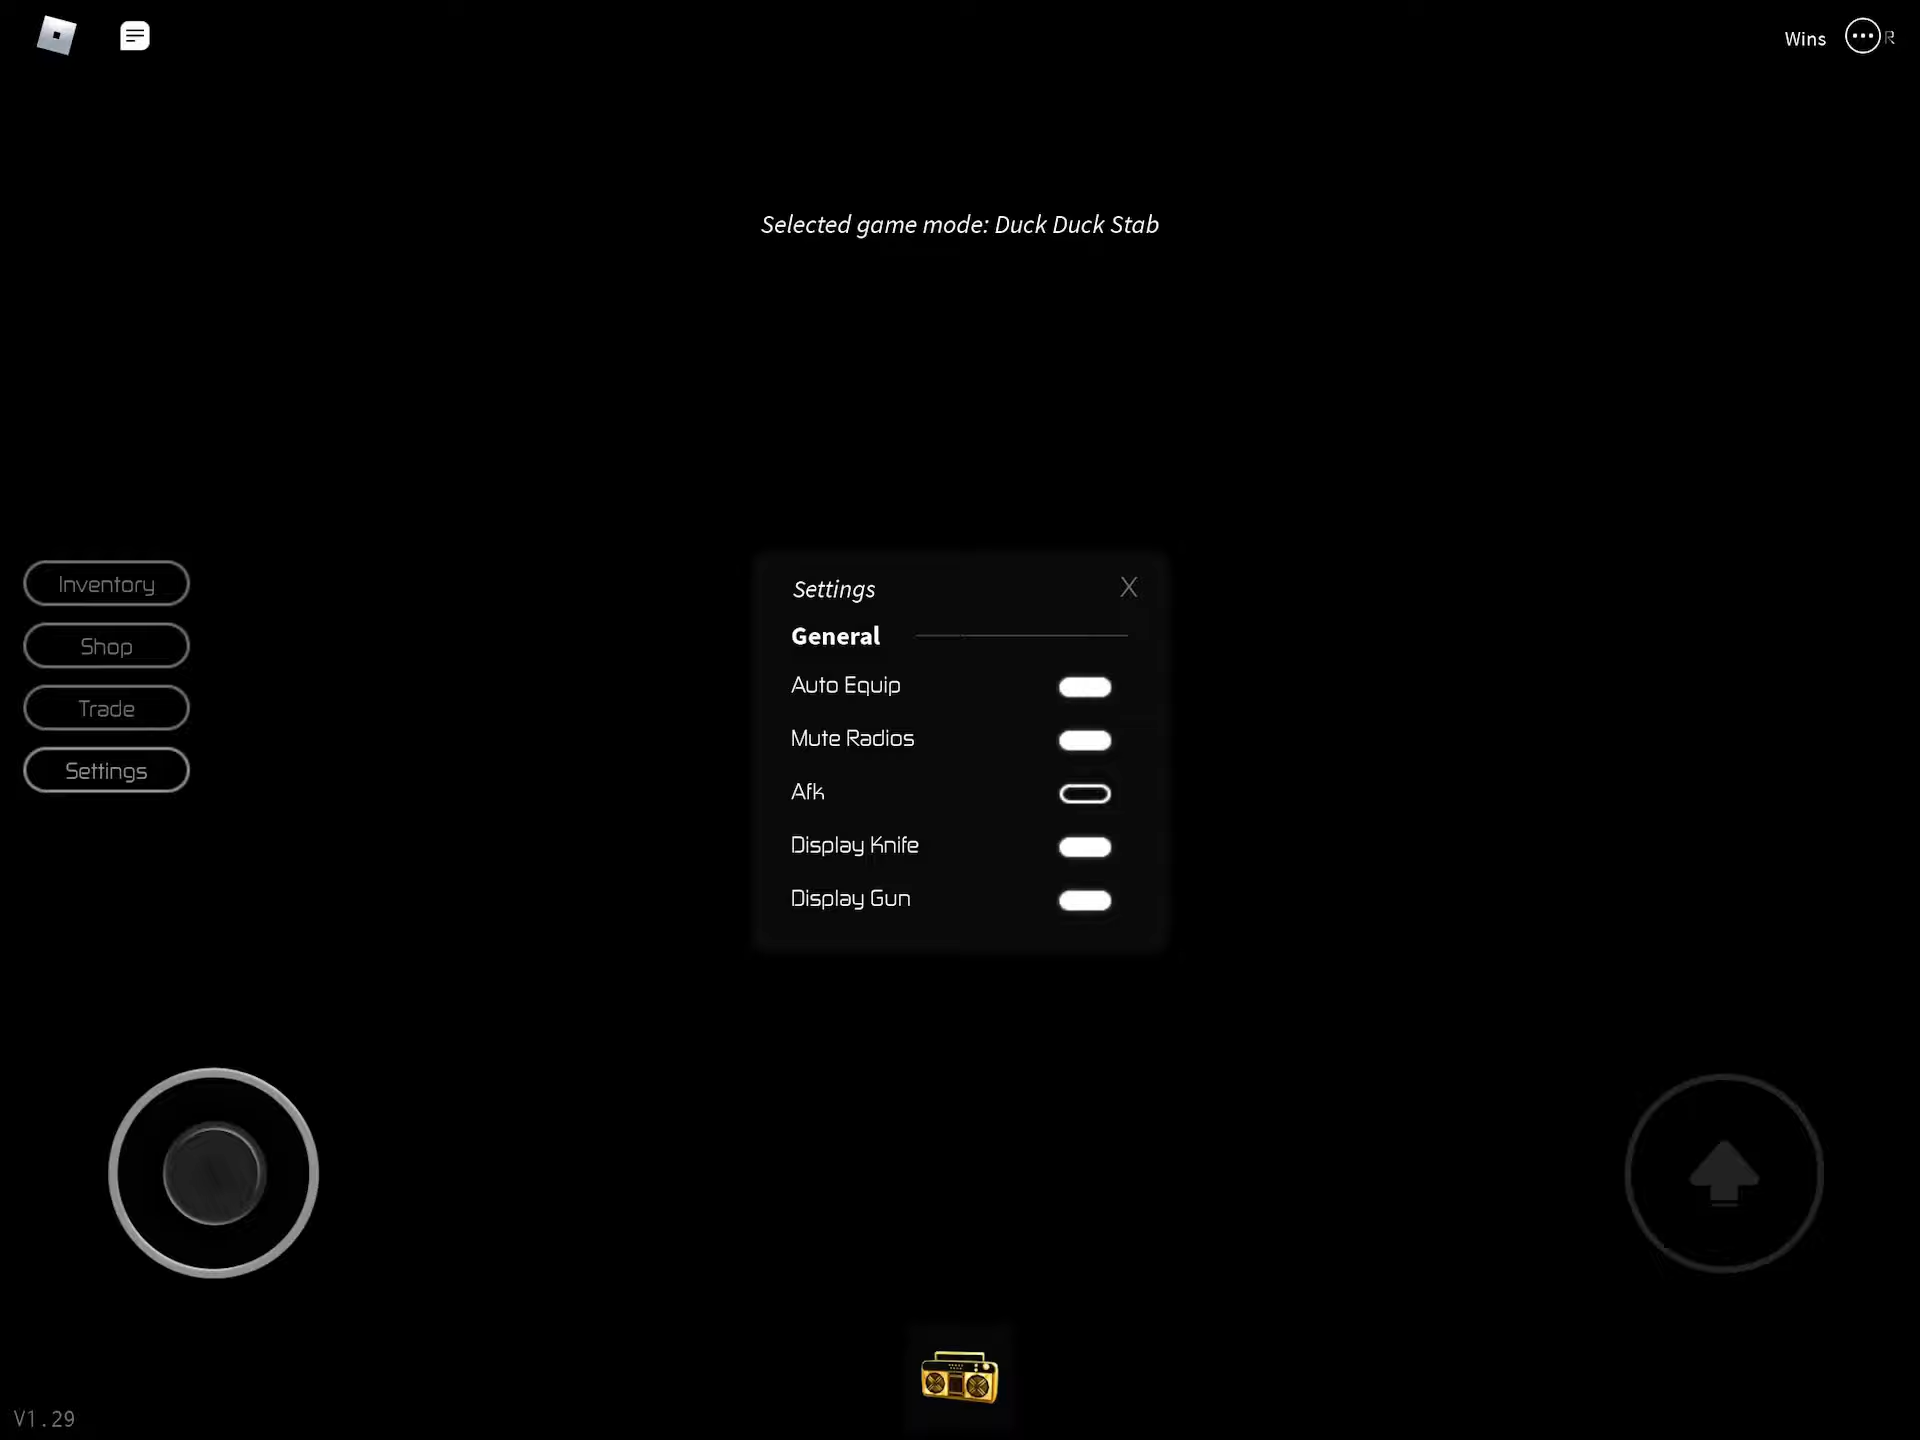 Wins
R
Selected game mode: Duck Duck Stab
Inventory
Shop
Trade
Settings
Settings
X
General
Auto Equip
Mute Radios
Afk
Display Knife
Display Gun
V1.29